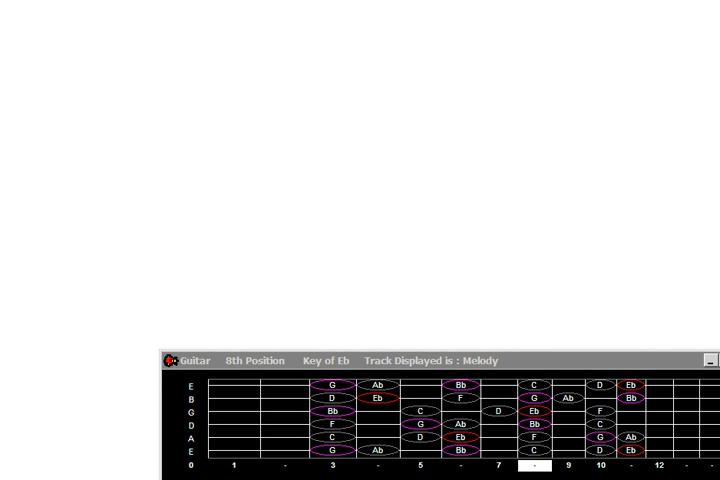 Guitar 8th Position Key of Eb Track Displayed is : Melody
E G Ab Bb C D Eb
B D Eb F G Ab Bb
G Bb C D Eb F
D F G Ab Bb C
A C D Eb F G Ab
E G Ab Bb C D Eb
0 1 - 3 - 5 - 7 - 9 10 - 12 - -